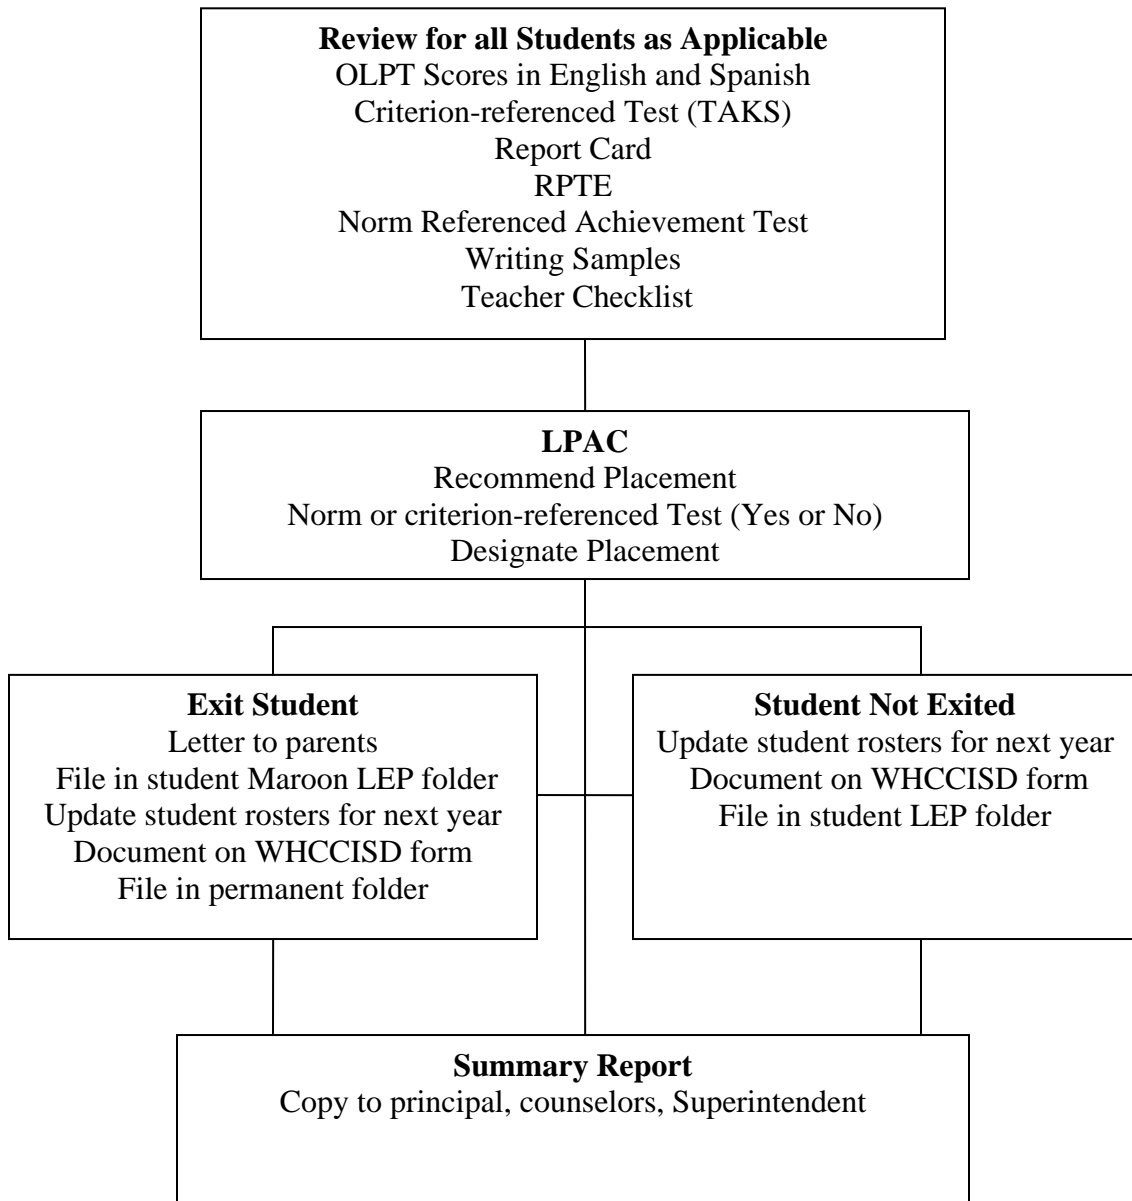 Review for all Students as Applicable
OLPT Scores in English and Spanish
Criterion-referenced Test (TAKS)
Report Card
RPTE
Norm Referenced Achievement Test
Writing Samples
Teacher Checklist
LPAC
Recommend Placement
Norm or criterion-referenced Test (Yes or No)
Designate Placement
Exit Student
Letter to parents
File in student Maroon LEP folder
Update student rosters for next year
Document on WHCCISD form
File in permanent folder
Student Not Exited
Update student rosters for next year
Document on WHCCISD form
File in student LEP folder
Summary Report
Copy to principal, counselors, Superintendent